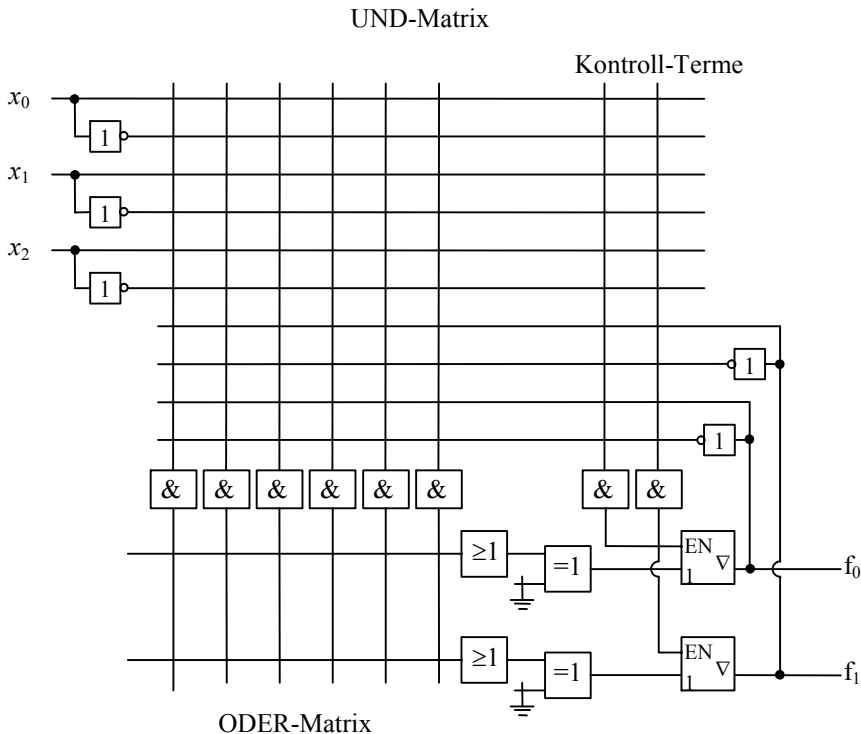 UND-Matrix
Kontroll-Terme
x0
1
x1
1
x2
1
1
1
& & & & & & & &
≥1 =1 EN 1 ∇ f0
≥1 =1 EN 1 ∇ f1
ODER-Matrix